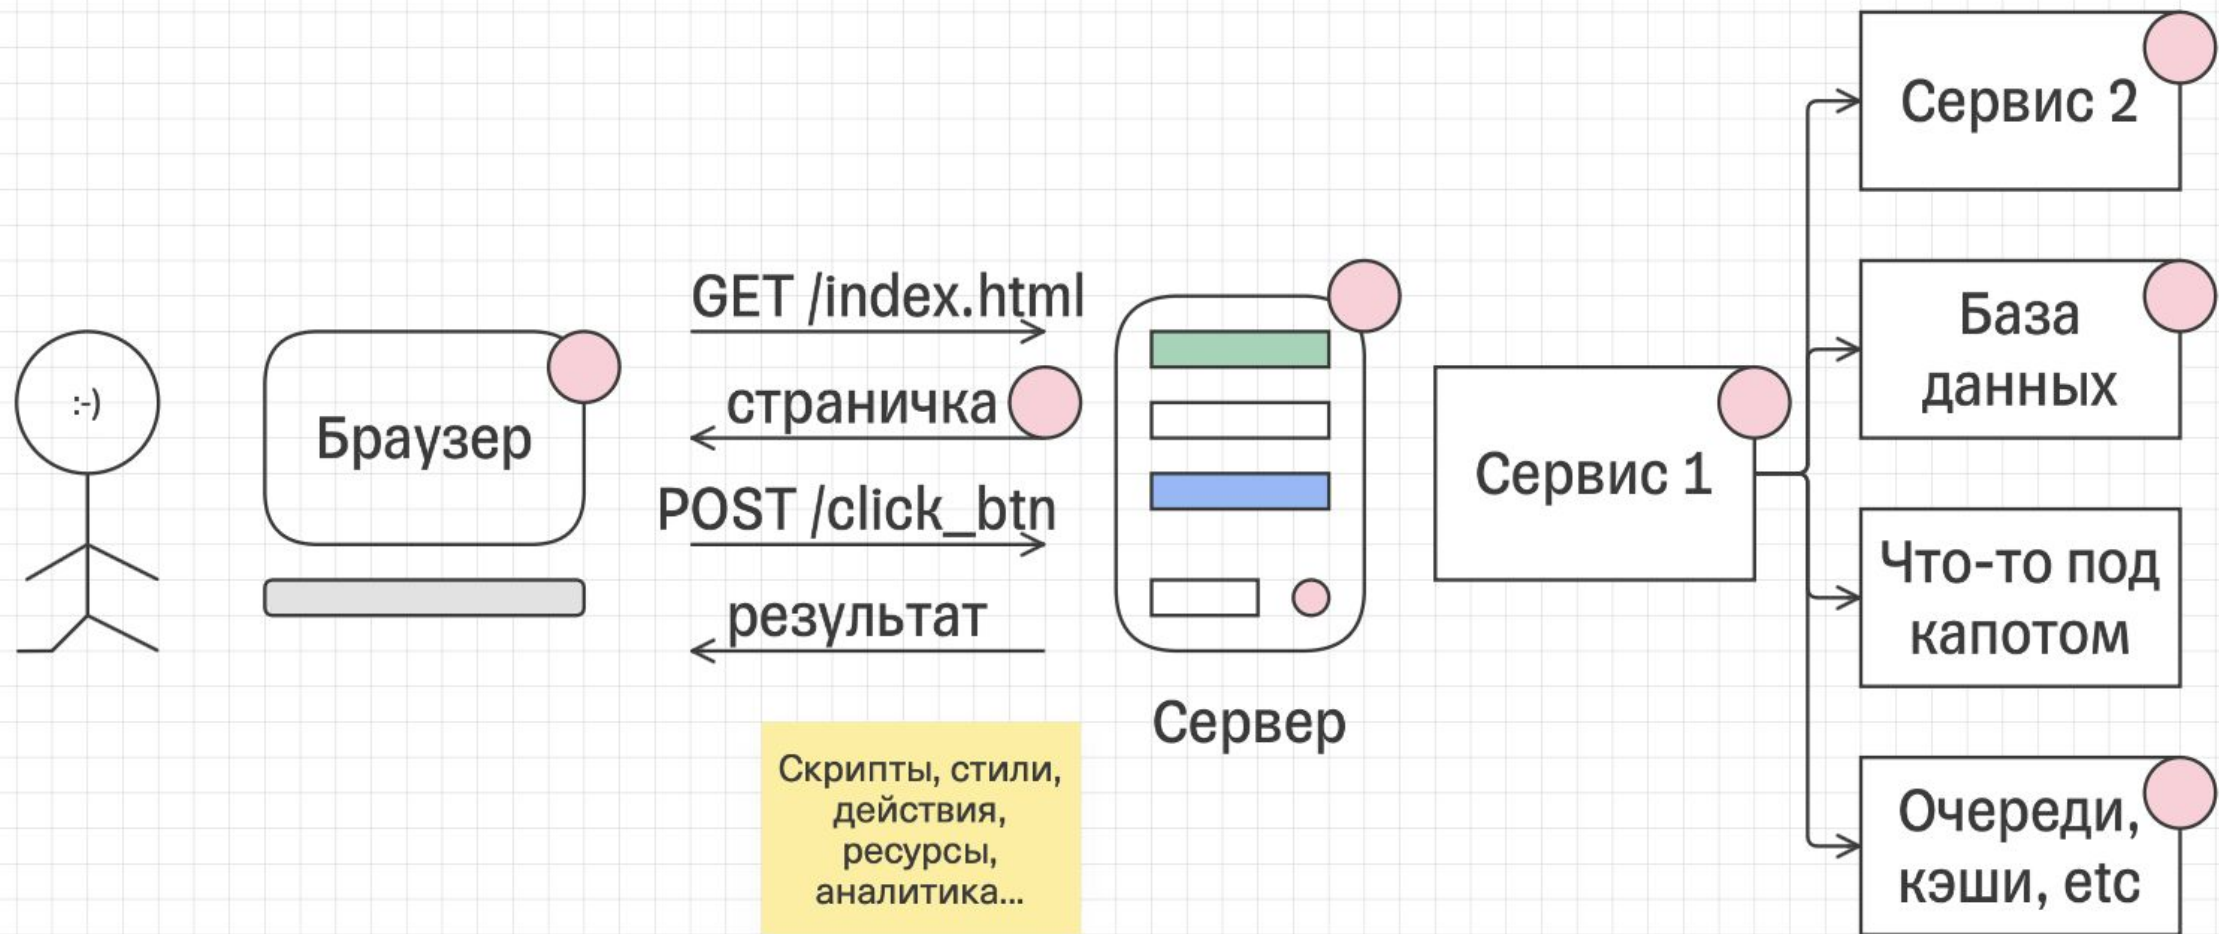 :-)
Браузер
GET /index.html
страничка
POST /click_btn
результат
Скрипты, стили,
действия,
ресурсы,
аналитика...
Сервер
Сервис 1
Сервис 2
База
данных
Что-то под
капотом
Очереди,
кэши, etc